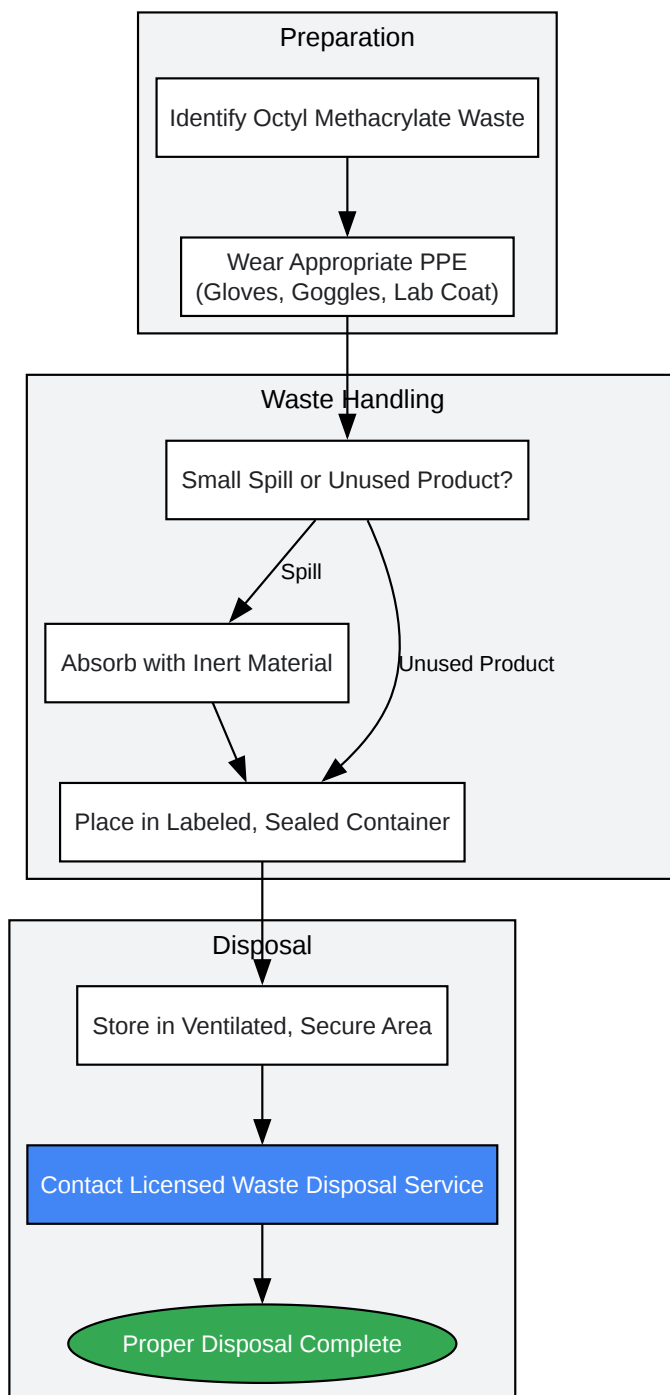 Preparation
Identify Octyl Methacrylate Waste
Wear Appropriate PPE
(Gloves, Goggles, Lab Coat)
Waste Handling
Small Spill or Unused Product?
Spill
Absorb with Inert Material
Unused Product
Place in Labeled, Sealed Container
Disposal
Store in Ventilated, Secure Area
Contact Licensed Waste Disposal Service
Proper Disposal Complete